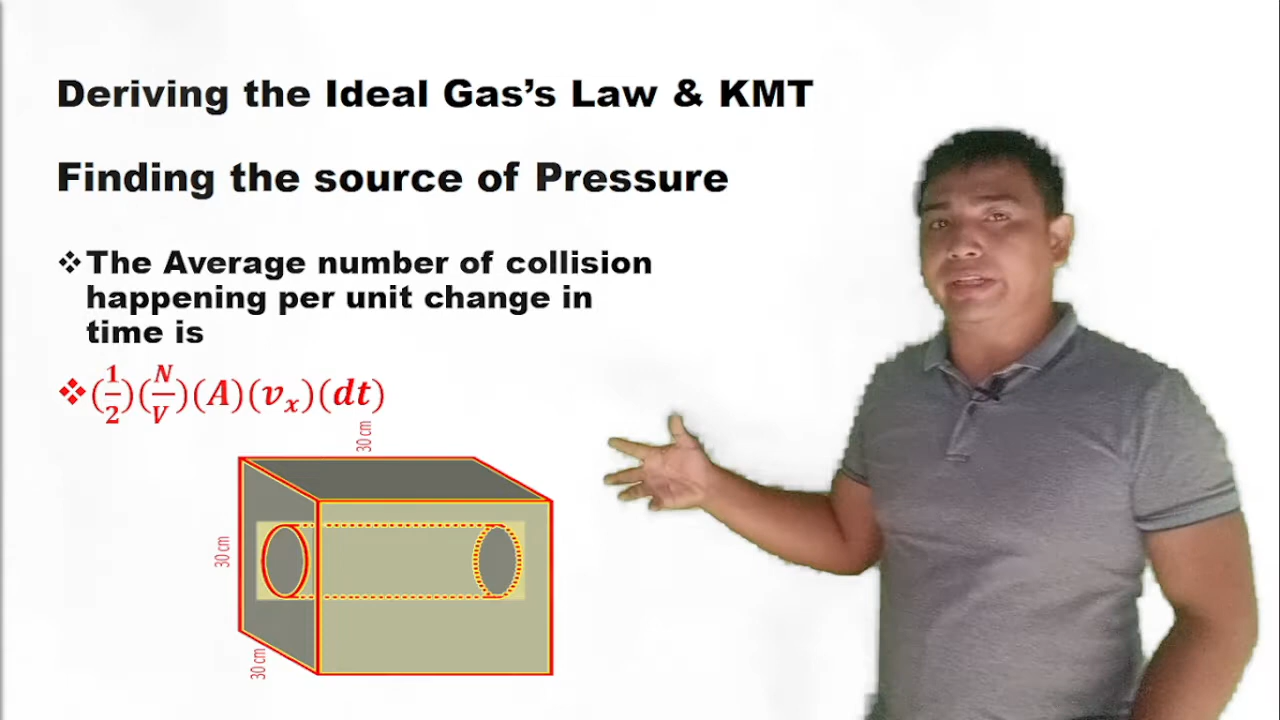 Deriving the Ideal Gas’s Law & KMT
Finding the source of Pressure
❖The Average number of collision
happening per unit change in
time is
❖(1/2)(N/V)(A)(vₓ)(dt)
30 cm
30 cm
30 cm